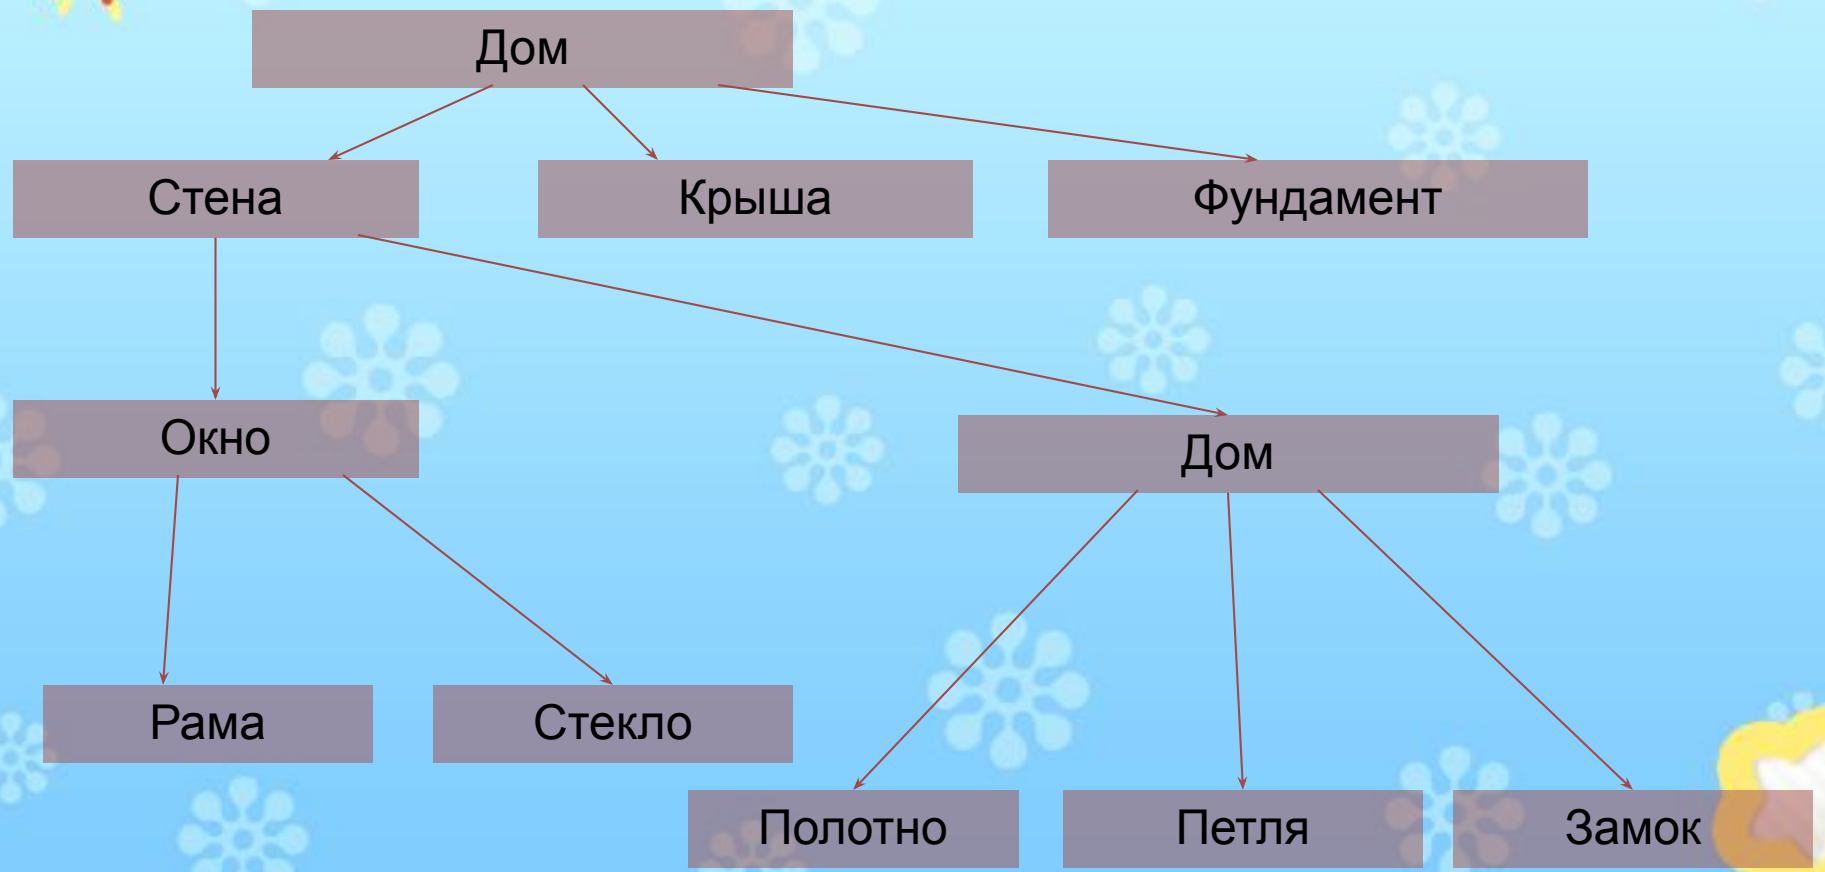 Дом
Стена
Крыша
Фундамент
Окно
Дом
Рама
Стекло
Полотно
Петля
Замок